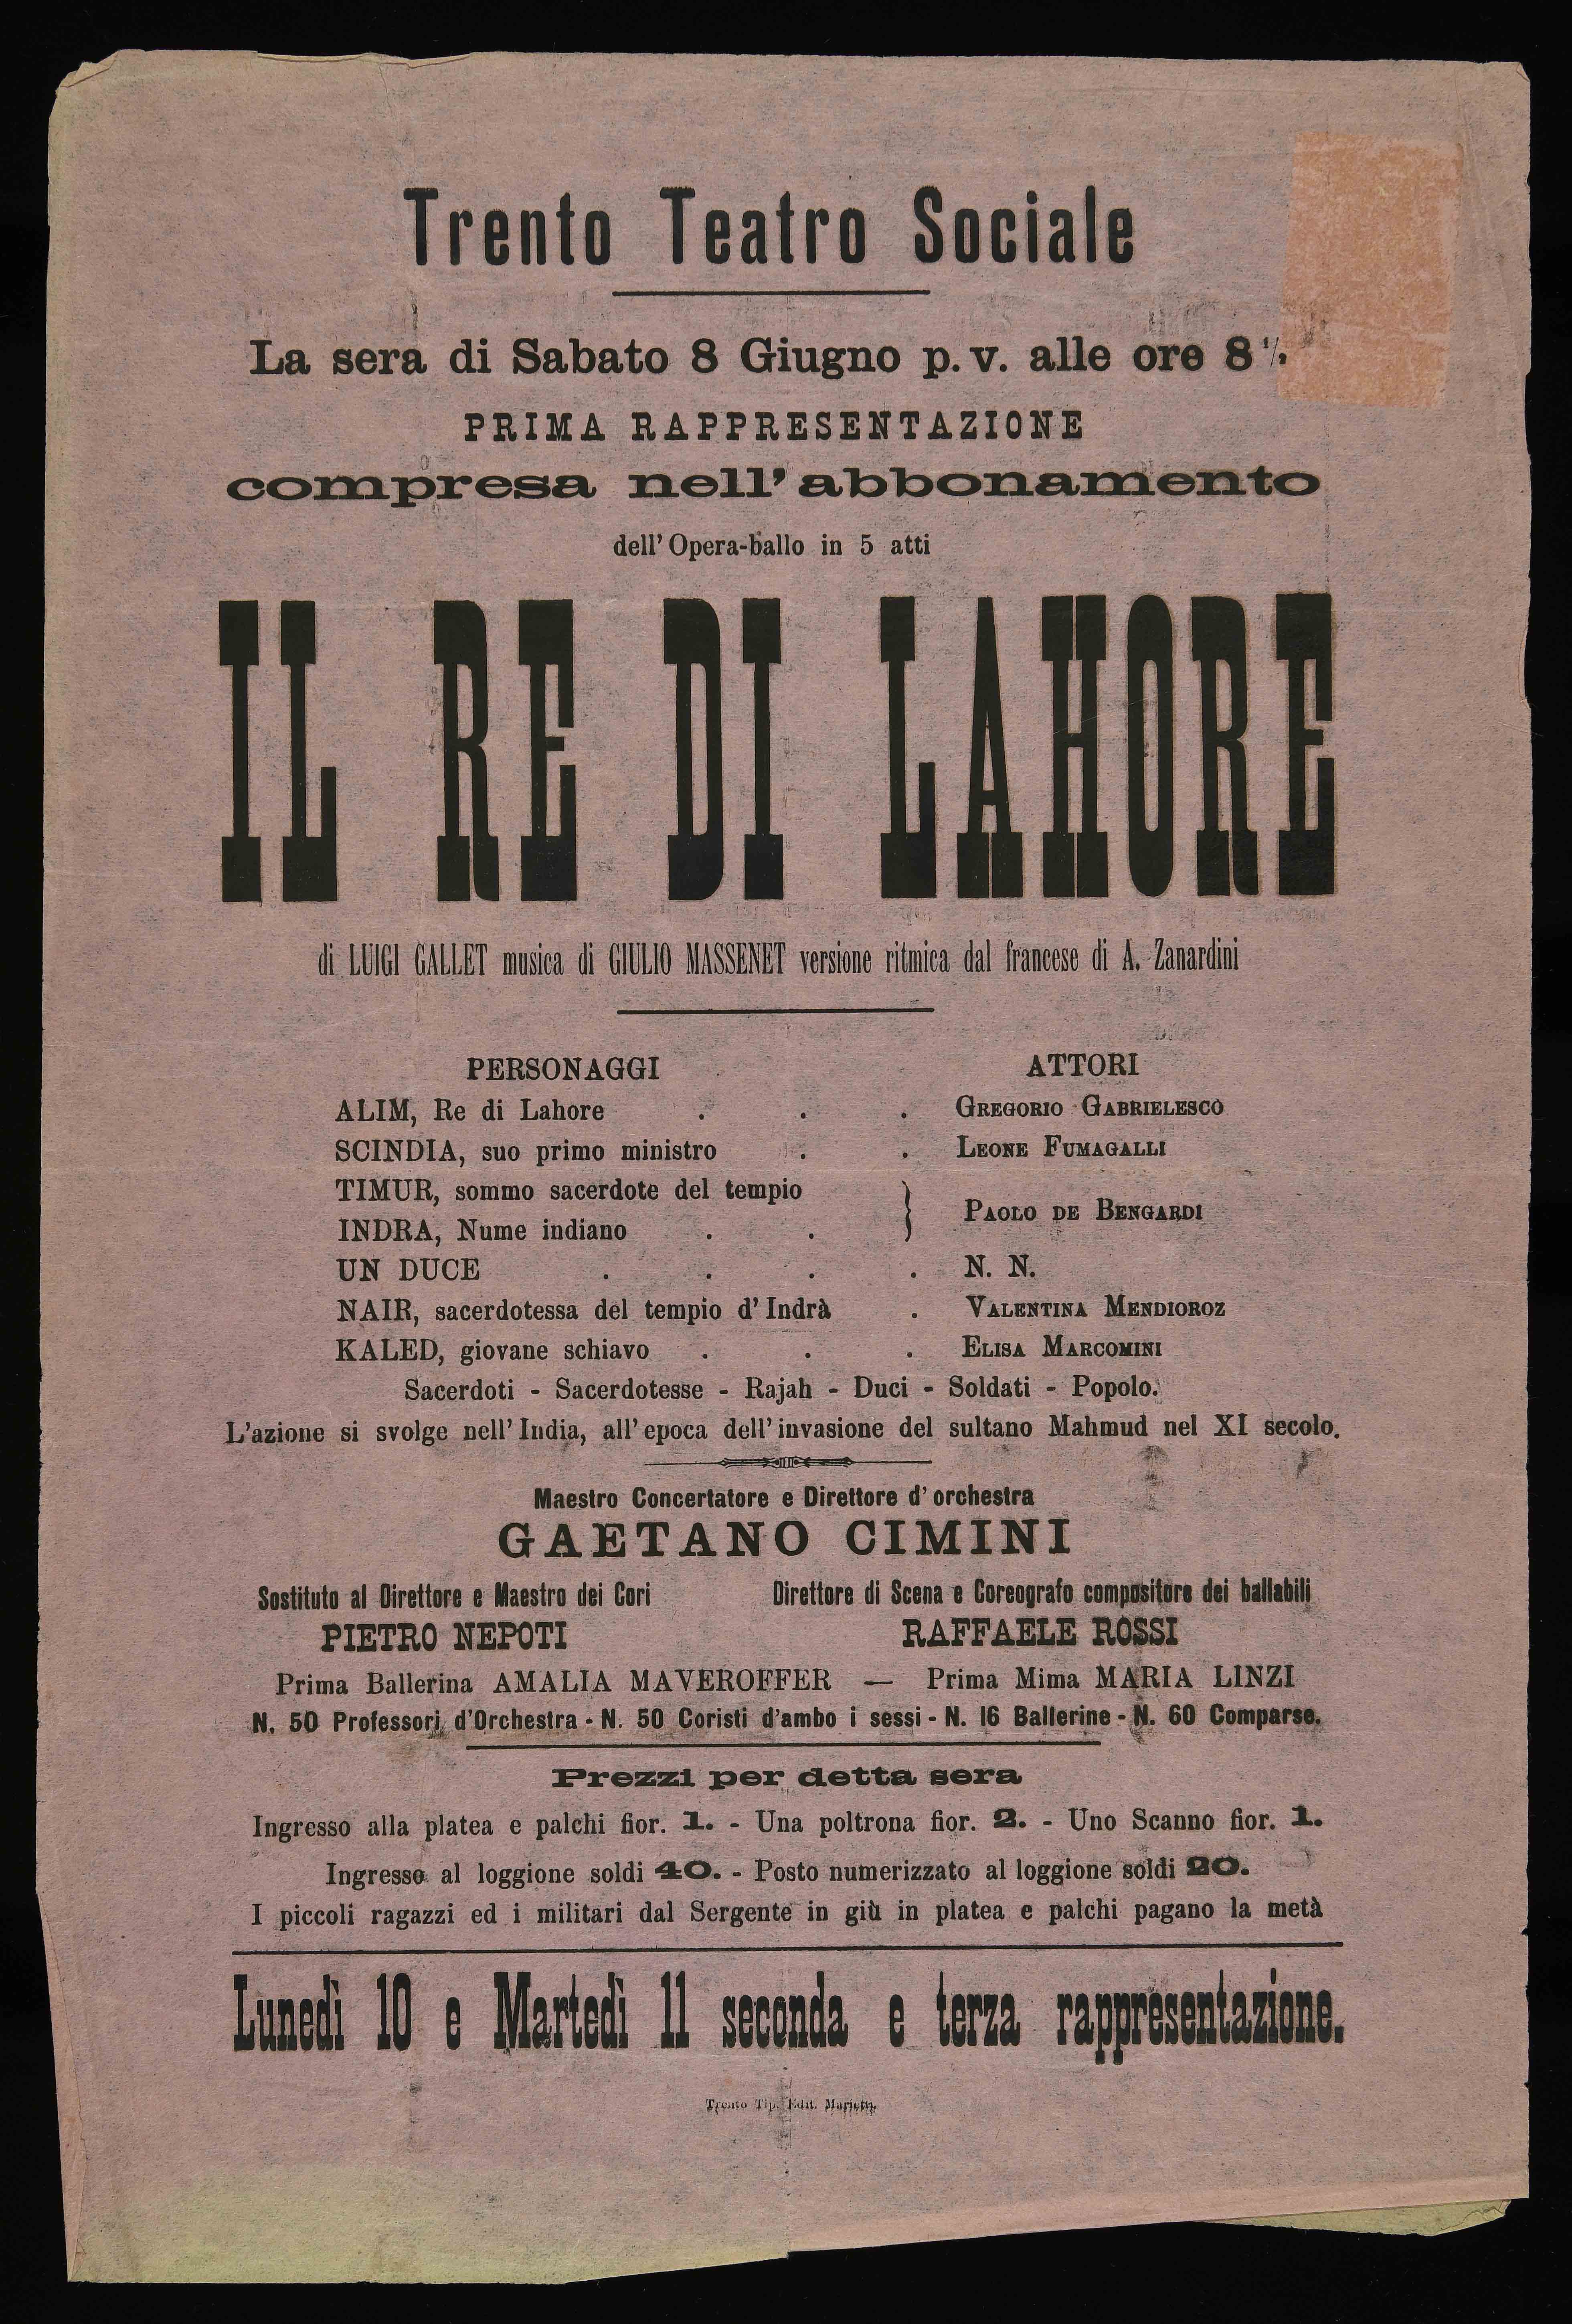 Trento Teatro Sociale
La sera di Sabato 8 Giugno p. v. alle ore 8
PRIMA RAPPRESENTAZIONE
compresa nell' abbonamento
dell' Opera-ballo in 5 atti
IL RE DI LAHORE
di LUIGI GALLET musica di GIULIO MASSENET versione ritmica dal francese di A. Zanardini
PERSONAGGI ATTORI
ALIM, Re di Lahore . . . GREGORIO GABRIELESCO
SCINDIA, suo primo ministro . . LEONE FUMAGALLI
TIMUR, sommo sacerdote del tempio
INDRA, Nume indiano . . } PAOLO DE BENGARDI
UN DUCE . . . . N. N.
NAIR, sacerdotessa del tempio d' Indrà . VALENTINA MENDIOROZ
KALED, giovane schiavo . . . ELISA MARCOMINI
Sacerdoti - Sacerdotesse - Rajah - Duci - Soldati - Popolo.
L'azione si svolge nell' India, all' epoca dell' invasione del sultano Mahmud nel XI secolo.
Maestro Concertatore e Direttore d' orchestra
GAETANO CIMINI
Sostituto al Direttore e Maestro dei Cori Direttore di Scena e Coreografo compositore dei ballabili
PIETRO NEPOTI RAFFAELE ROSSI
Prima Ballerina AMALIA MAVEROFFER — Prima Mima MARIA LINZI
N. 50 Professori d'Orchestra - N. 50 Coristi d'ambo i sessi - N. 16 Ballerine - N. 60 Comparse.
Prezzi per detta sera
Ingresso alla platea e palchi fior. 1. - Una poltrona fior. 2. - Uno Scanno fior. 1.
Ingresso al loggione soldi 40. - Posto numerizzato al loggione soldi 20.
I piccoli ragazzi ed i militari dal Sergente in giù in platea e palchi pagano la metà
Lunedì 10 e Martedì 11 seconda e terza rappresentazione.
Trento Tip. Edit. Marietti.